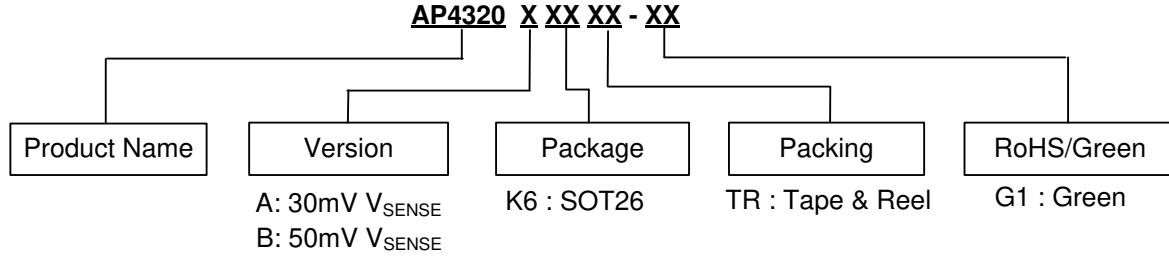 AP4320 X XX XX - XX
Product Name
Version
Package
Packing
RoHS/Green
A: 30mV VSENSE
B: 50mV VSENSE
K6 : SOT26
TR : Tape & Reel
G1 : Green